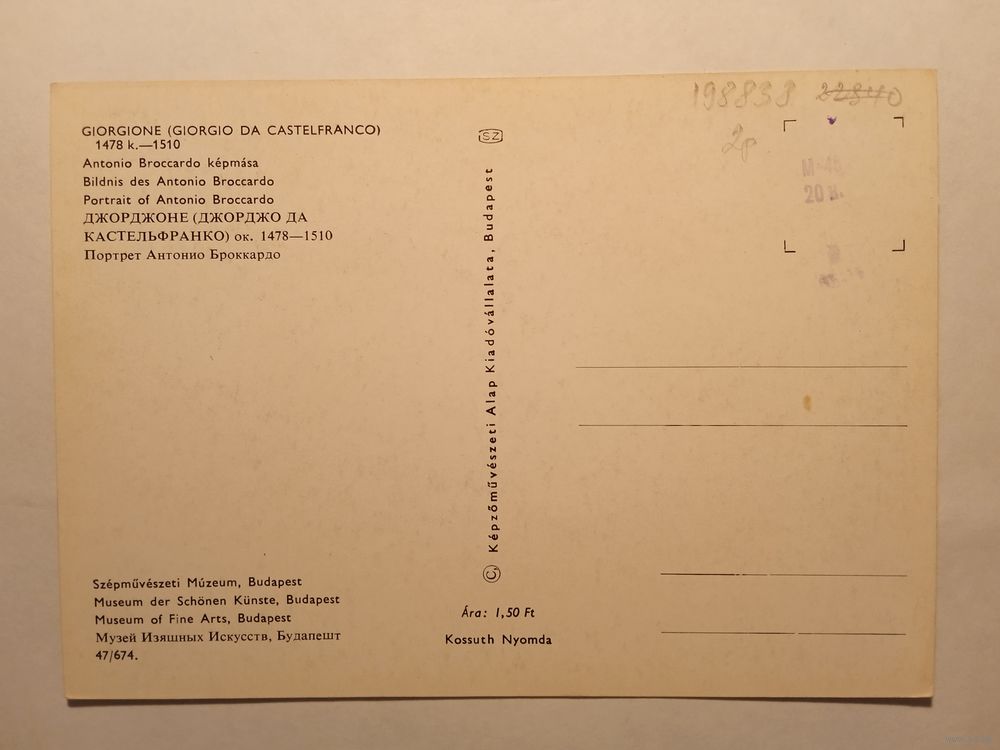 198833 22840
GIORGIONE (GIORGIO DA CASTELFRANCO)
1478 k.—1510
Antonio Broccardo képmása
Bildnis des Antonio Broccardo
Portrait of Antonio Broccardo
ДЖОРДЖОНЕ (ДЖОРДЖО ДА
КАСТЕЛЬФРАНКО) ок. 1478—1510
Портрет Антонио Броккардо
SZ
2р
© Képzőművészeti Alap Kiadóvállalata, Budapest
Szépművészeti Múzeum, Budapest
Museum der Schönen Künste, Budapest
Museum of Fine Arts, Budapest
Музей Изяшных Искусств, Будапешт
47/674.
Ára: 1,50 Ft
Kossuth Nyomda